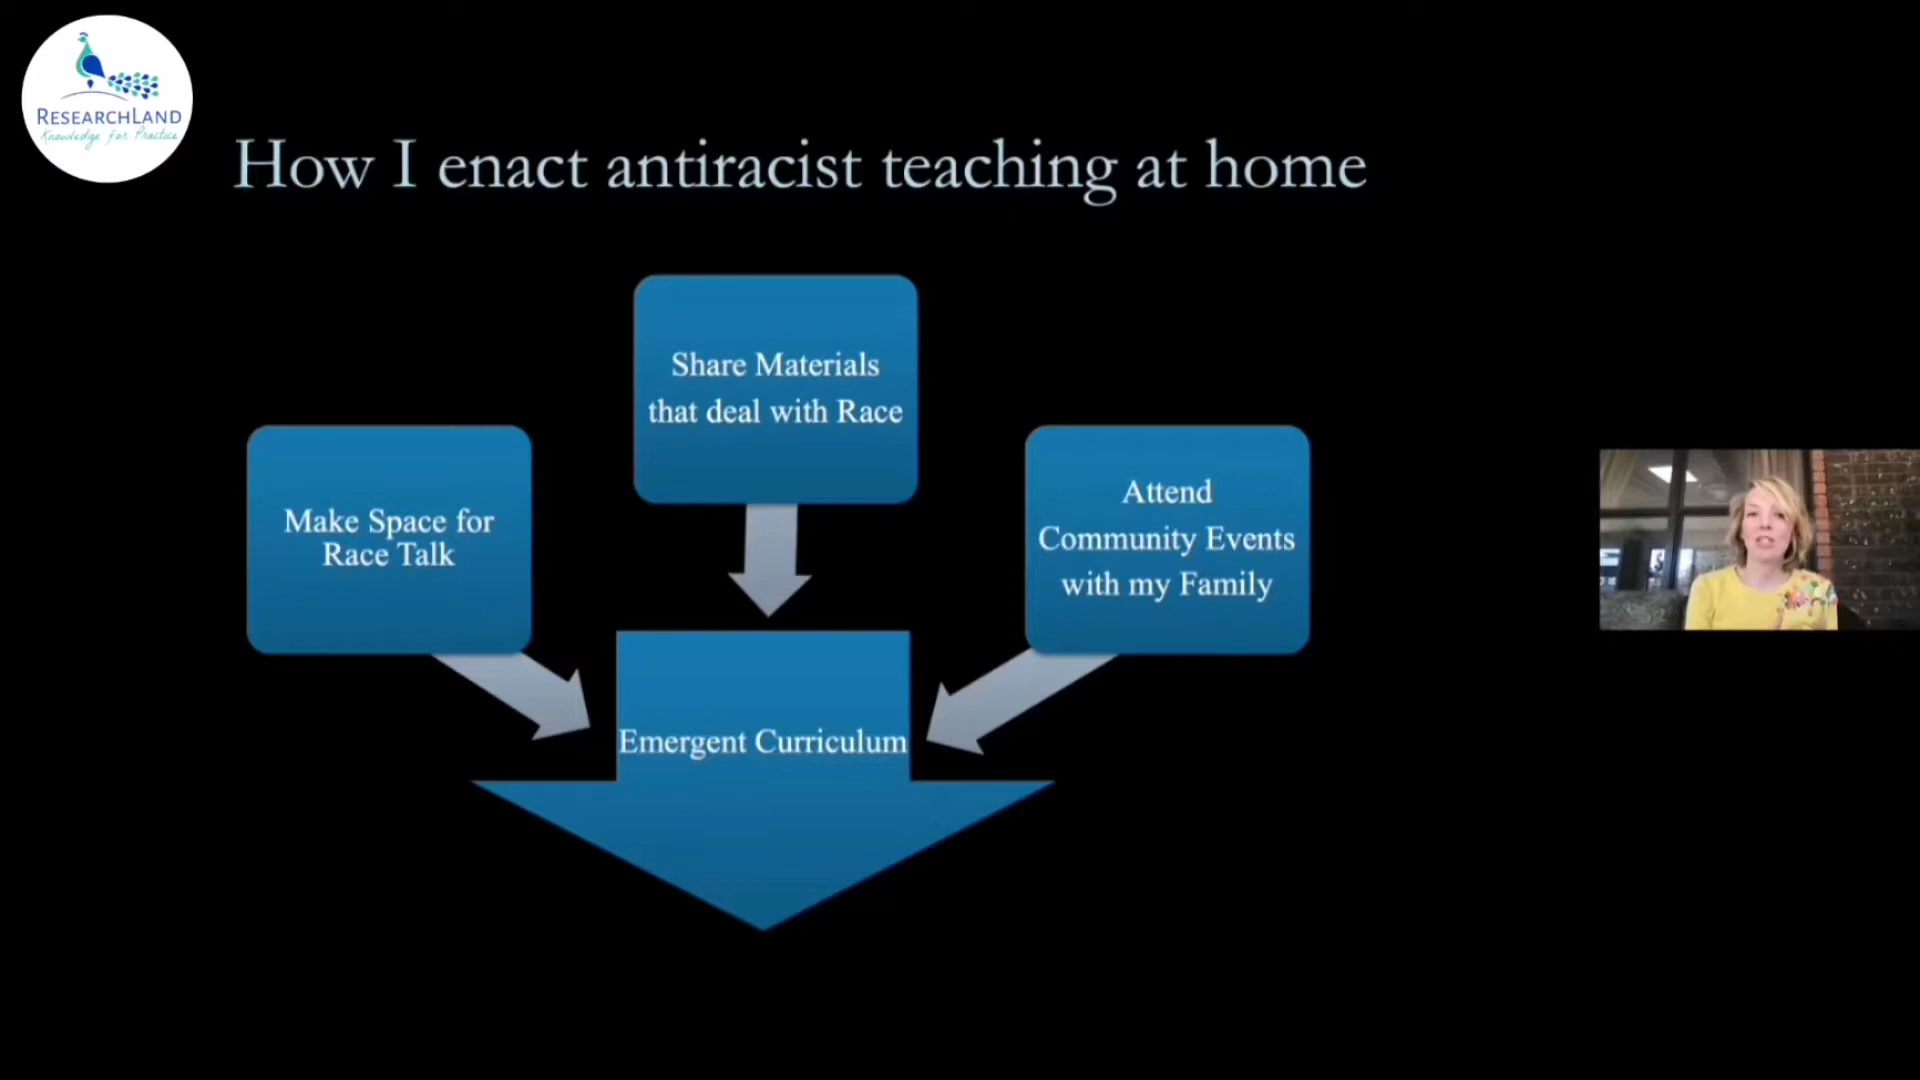 RESEARCHLAND
Knowledge for Practice
How I enact antiracist teaching at home
Share Materials
that deal with Race
Make Space for
Race Talk
Attend
Community Events
with my Family
Emergent Curriculum